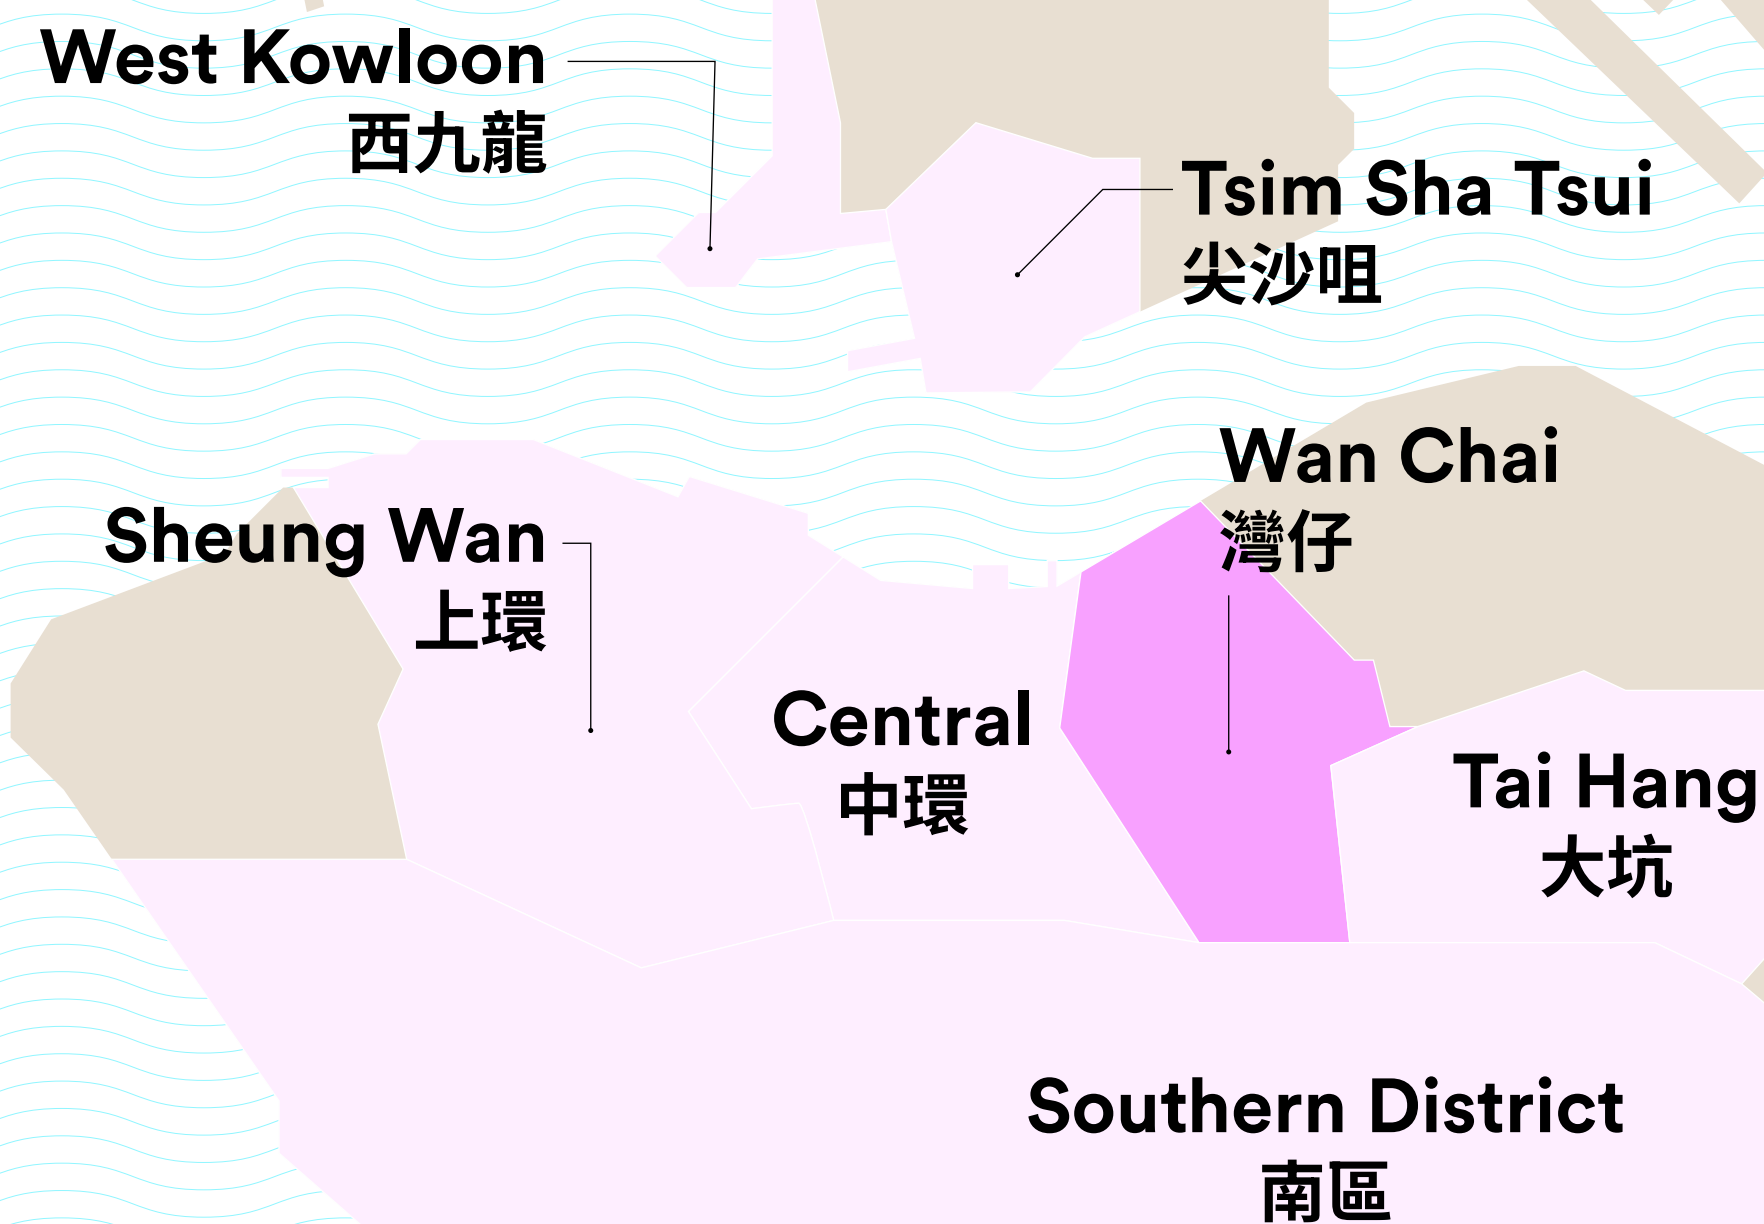 West Kowloon
西九龍
Tsim Sha Tsui
尖沙咀
Wan Chai
灣仔
Sheung Wan
上環
Central
中環
Tai Hang
大坑
Southern District
南區